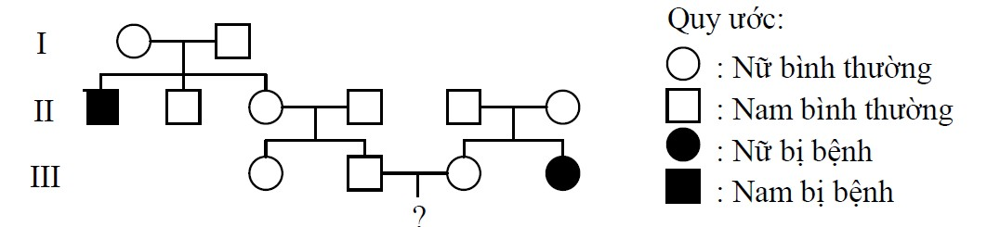 I
II
III
?
Quy ước:
: Nữ bình thường
: Nam bình thường
: Nữ bị bệnh
: Nam bị bệnh